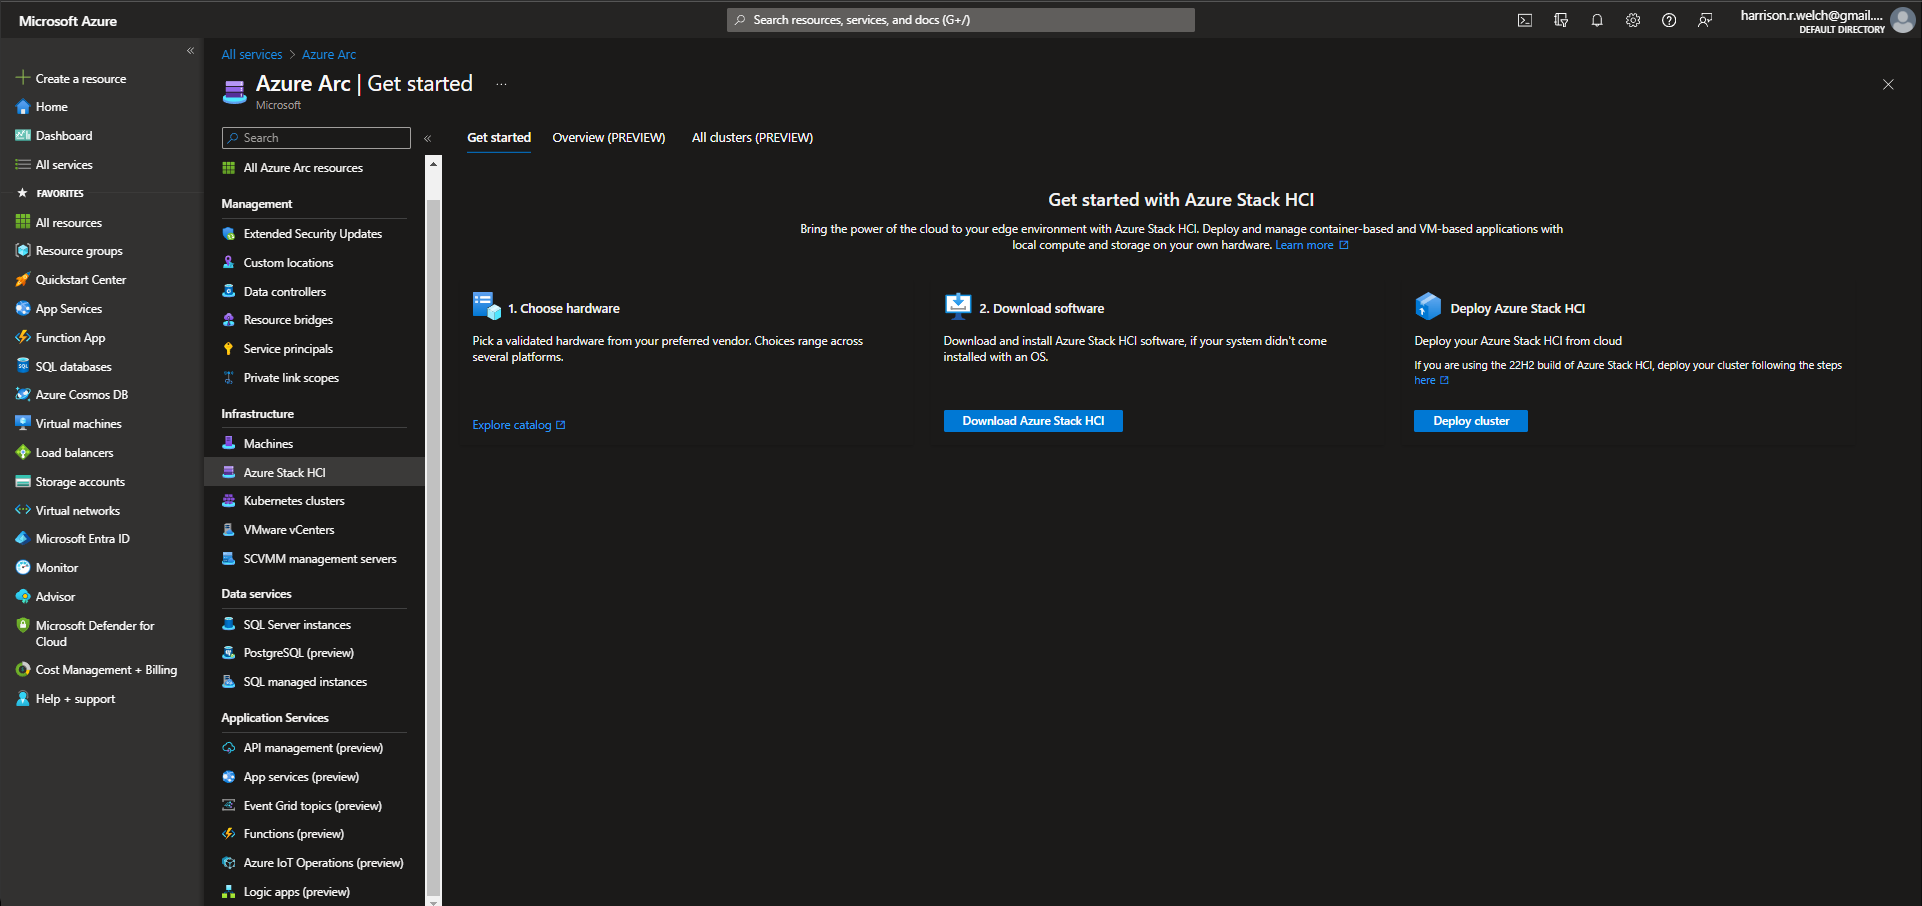 Microsoft Azure
Search resources, services, and docs (G+/)
harrison.r.welch@gmail....
DEFAULT DIRECTORY
Create a resource
Home
Dashboard
All services
FAVORITES
All resources
Resource groups
Quickstart Center
App Services
Function App
SQL databases
Azure Cosmos DB
Virtual machines
Load balancers
Storage accounts
Virtual networks
Microsoft Entra ID
Monitor
Advisor
Microsoft Defender for
Cloud
Cost Management + Billing
Help + support
All services > Azure Arc
Azure Arc | Get started ...
Microsoft
Search
All Azure Arc resources
Management
Extended Security Updates
Custom locations
Data controllers
Resource bridges
Service principals
Private link scopes
Infrastructure
Machines
Azure Stack HCI
Kubernetes clusters
VMware vCenters
SCVMM management servers
Data services
SQL Server instances
PostgreSQL (preview)
SQL managed instances
Application Services
API management (preview)
App services (preview)
Event Grid topics (preview)
Functions (preview)
Azure IoT Operations (preview)
Logic apps (preview)
Get started Overview (PREVIEW) All clusters (PREVIEW)
Get started with Azure Stack HCI
Bring the power of the cloud to your edge environment with Azure Stack HCI. Deploy and manage container-based and VM-based applications with
local compute and storage on your own hardware. Learn more
1. Choose hardware
Pick a validated hardware from your preferred vendor. Choices range across
several platforms.
Explore catalog
2. Download software
Download and install Azure Stack HCI software, if your system didn't come
installed with an OS.
Download Azure Stack HCI
Deploy Azure Stack HCI
Deploy your Azure Stack HCI from cloud
If you are using the 22H2 build of Azure Stack HCI, deploy your cluster following the steps
here
Deploy cluster